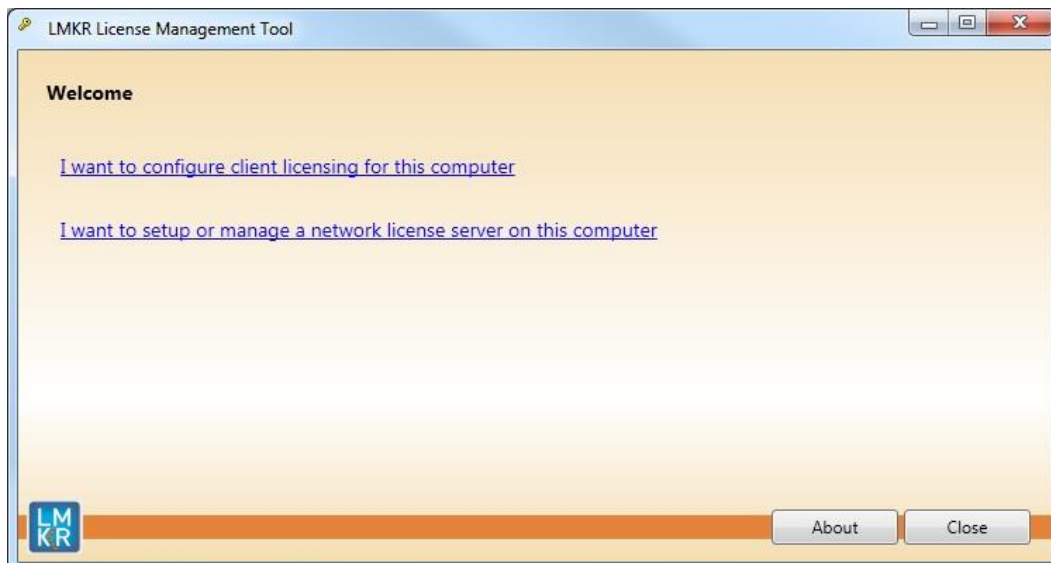 LMKR License Management Tool
Welcome
I want to configure client licensing for this computer
I want to setup or manage a network license server on this computer
LM
KR
About
Close